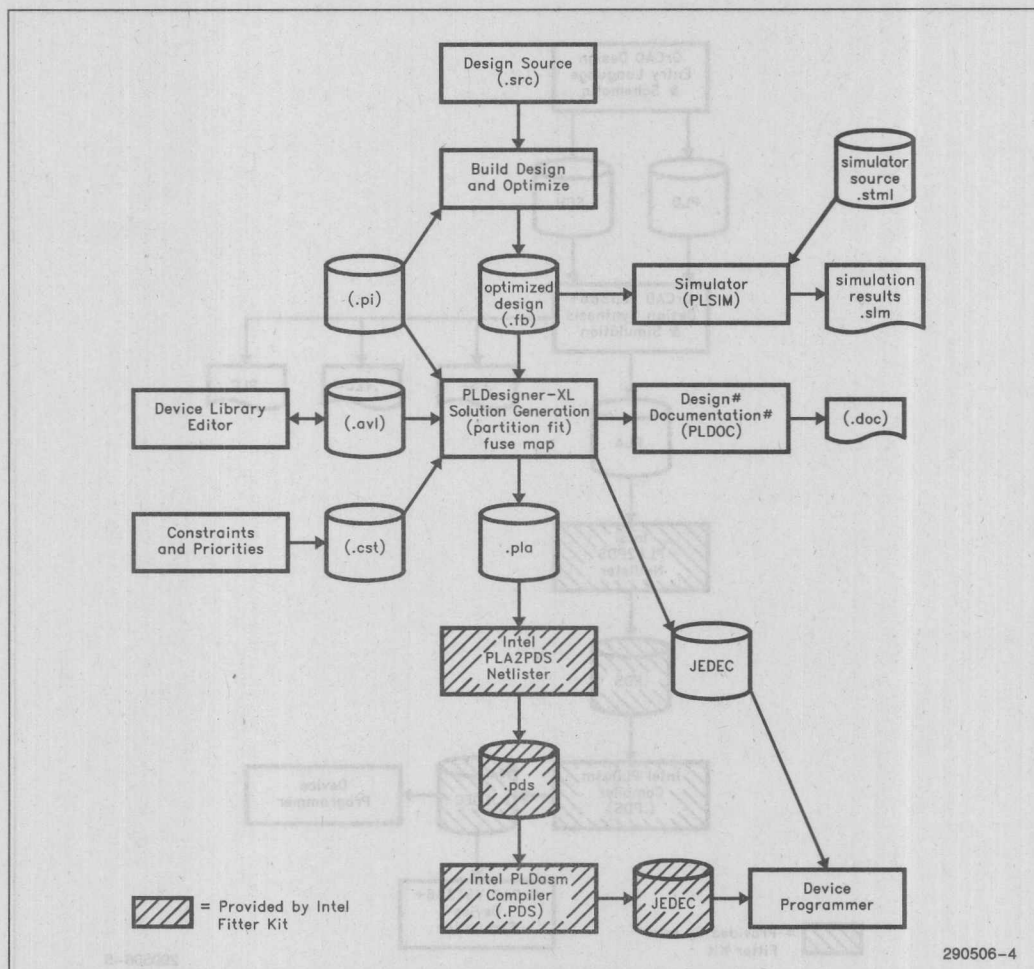 Design Source
(.src)
Build Design
and Optimize
simulator
source
.stml
(.pi)
optimized
design
(.fb)
Simulator
(PLSIM)
simulation
results
.slm
Device Library
Editor
(.avl)
PLDesigner-XL
Solution Generation
(partition fit)
fuse map
Design#
Documentation#
(PLDOC)
(.doc)
Constraints
and Priorities
(.cst)
.pla
Intel
PLA2PDS
Netlister
JEDEC
.pds
Intel PLDasm
Compiler
(.PDS)
JEDEC
Device
Programmer
= Provided by Intel
Fitter Kit
290506-4